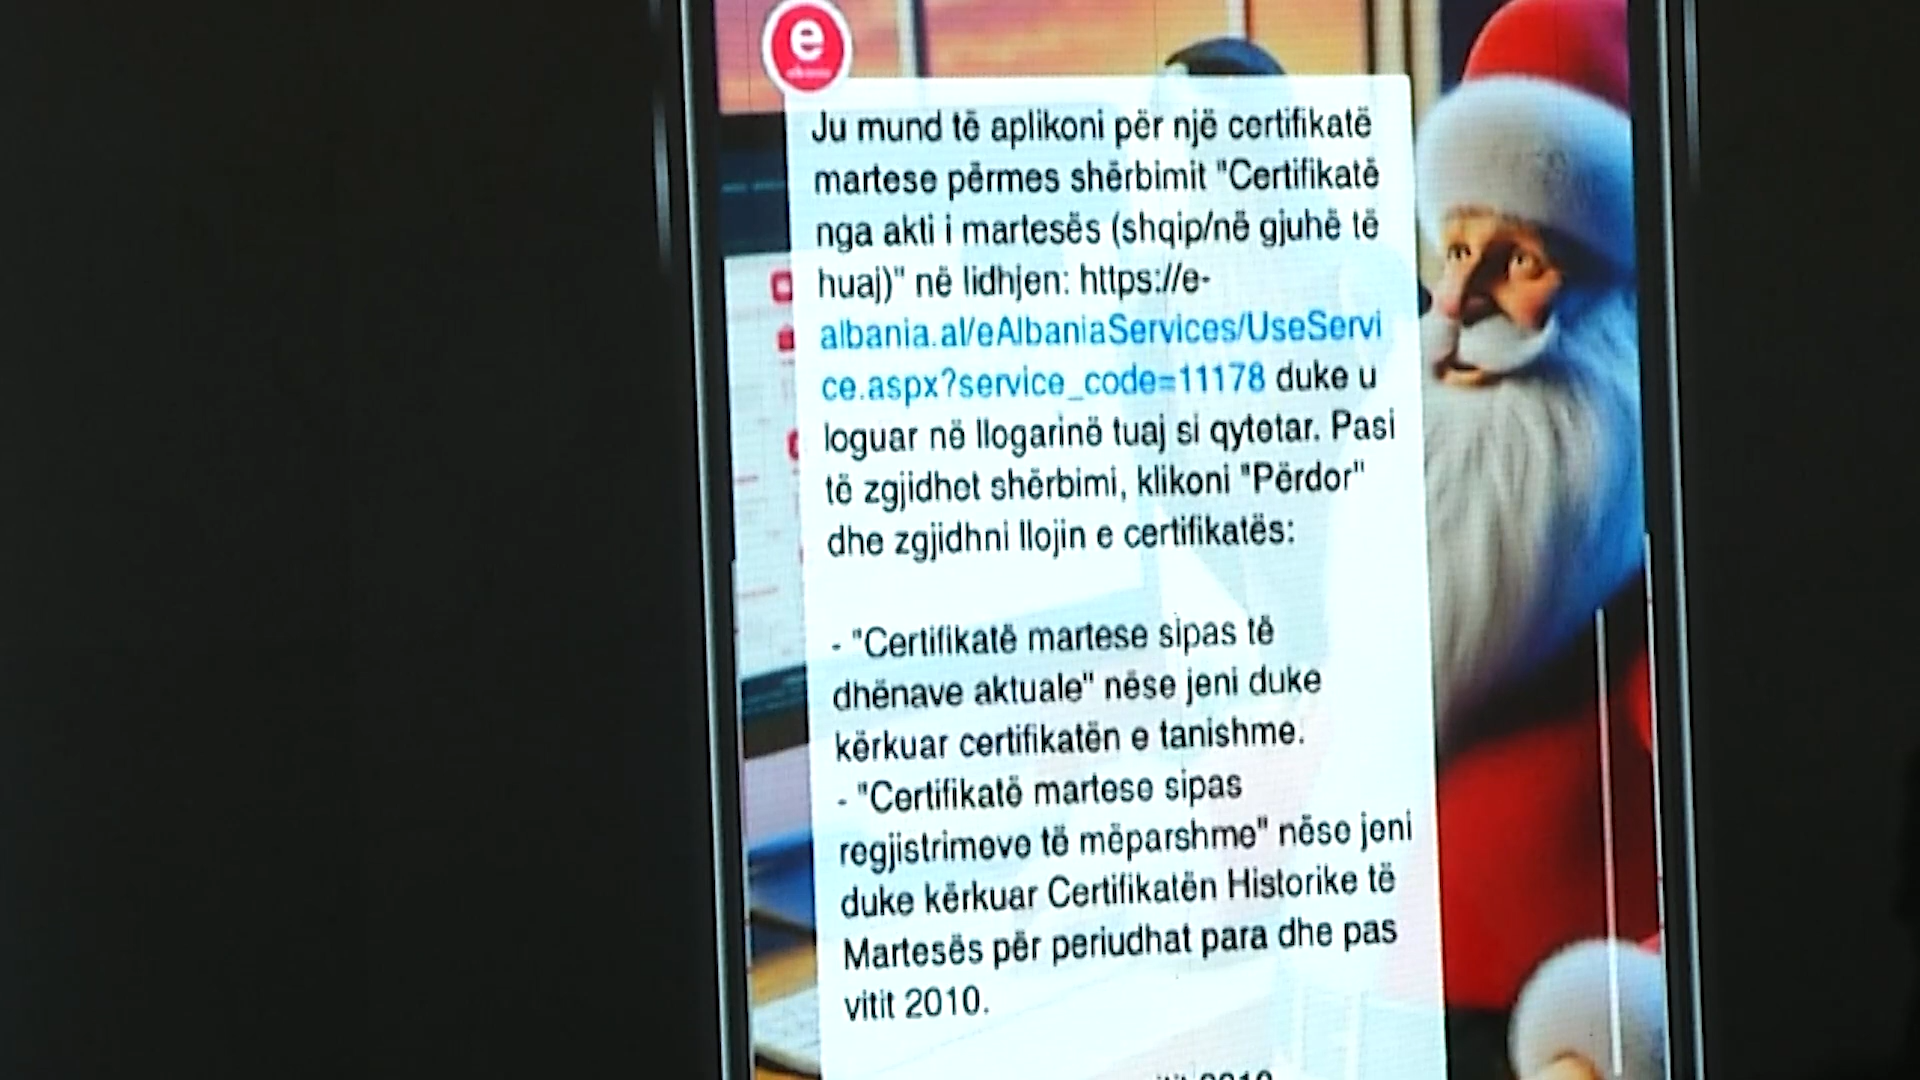 e
Ju mund të aplikoni për një certifikatë
martese përmes shërbimit "Certifikatë
nga akti i martesës (shqip/në gjuhë të
huaj)" në lidhjen: https://e-
albania.al/eAlbaniaServices/UseServi
ce.aspx?service_code=11178 duke u
loguar në llogarinë tuaj si qytetar. Pasi
të zgjidhet shërbimi, klikoni "Përdor"
dhe zgjidhni llojin e certifikatës:
- "Certifikatë martese sipas të
dhënave aktuale" nëse jeni duke
kërkuar certifikatën e tanishme.
- "Certifikatë martese sipas
regjistrimeve të mëparshme" nëse jeni
duke kërkuar Certifikatën Historike të
Martesës për periudhat para dhe pas
vitit 2010.